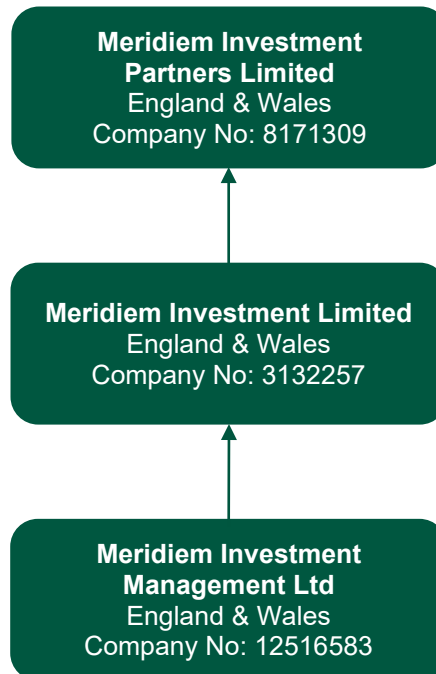 Meridiem Investment
Partners Limited
England & Wales
Company No: 8171309
Meridiem Investment Limited
England & Wales
Company No: 3132257
Meridiem Investment
Management Ltd
England & Wales
Company No: 12516583